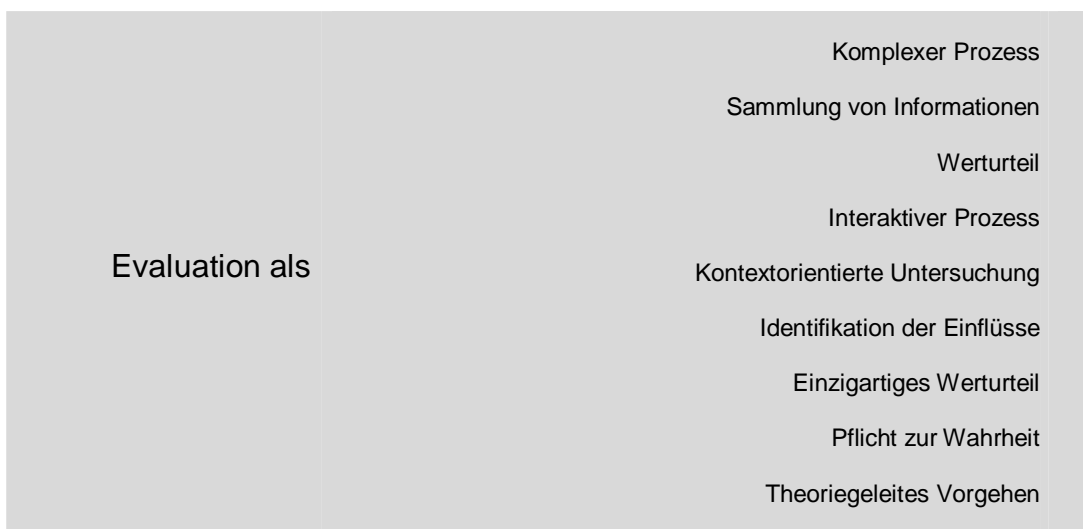 Evaluation als
Komplexer Prozess
Sammlung von Informationen
Werturteil
Interaktiver Prozess
Kontextorientierte Untersuchung
Identifikation der Einflüsse
Einzigartiges Werturteil
Pflicht zur Wahrheit
Theoriegeleites Vorgehen